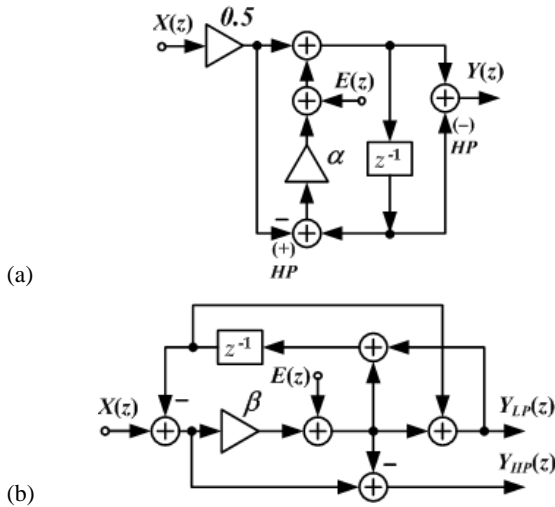 X(z) 0.5
E(z) Y(z)
(−)
HP
α z⁻¹
−
(+)
HP
(a)
z⁻¹
E(z)
X(z) − β Y_LP(z)
− Y_HP(z)
(b)